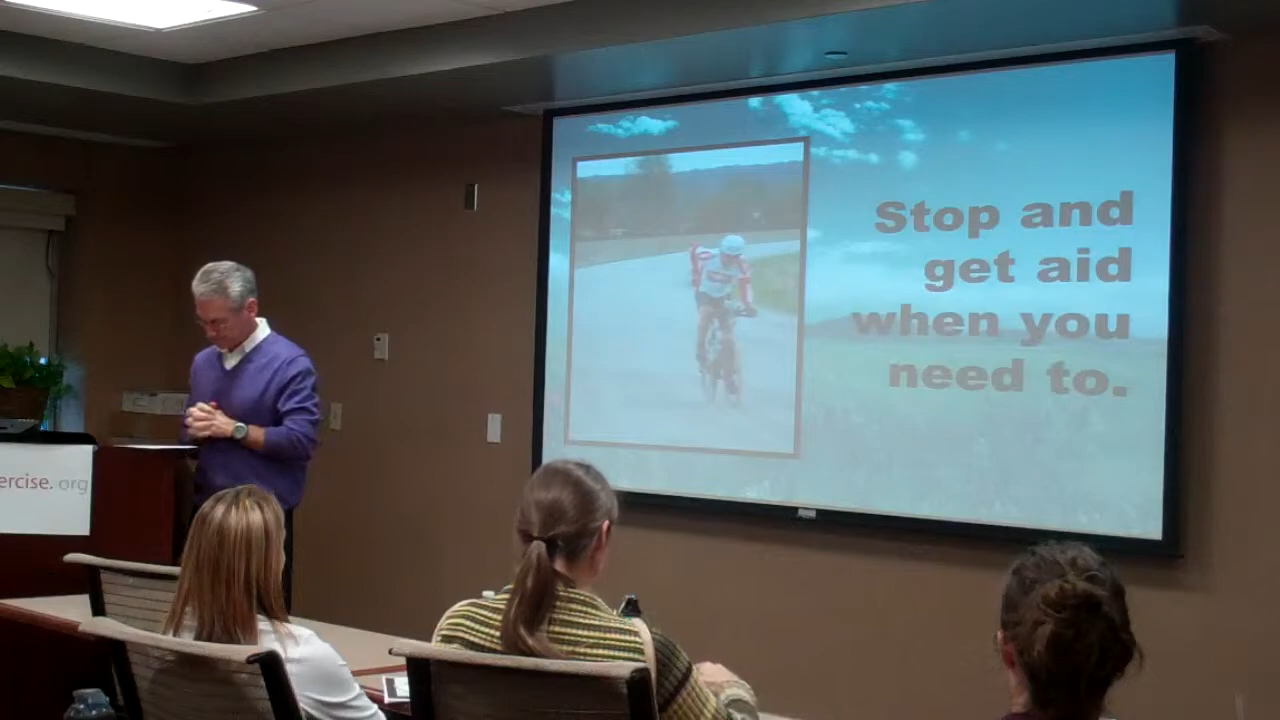 Stop and
get aid
when you
need to.
ercise. org